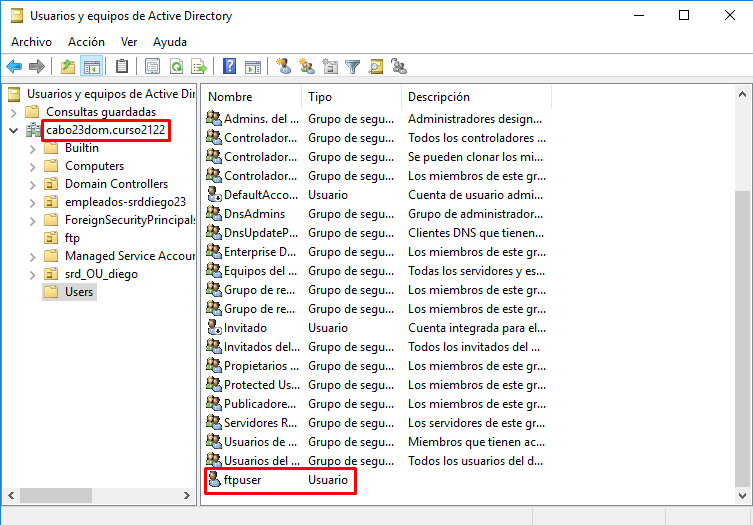 Usuarios y equipos de Active Directory
Archivo Acción Ver Ayuda
Usuarios y equipos de Active Dire
Consultas guardadas
cabo23dom.curso2122
Builtin
Computers
Domain Controllers
empleados-srddiego23
ForeignSecurityPrincipals
ftp
Managed Service Accour
srd_OU_diego
Users
Nombre Tipo Descripción
Admins. del ... Grupo de segu... Administradores design...
Controlador... Grupo de segu... Todos los controladores ...
Controlador... Grupo de segu... Se pueden clonar los mi...
Controlador... Grupo de segu... Los miembros de este gr...
DefaultAcco... Usuario Cuenta de usuario admi...
DnsAdmins Grupo de segu... Grupo de administrador...
DnsUpdateP... Grupo de segu... Clientes DNS que tienen...
Enterprise D... Grupo de segu... Los miembros de este gr...
Equipos del ... Grupo de segu... Todas los servidores y es...
Grupo de re... Grupo de segu... Los miembros de este gr...
Grupo de re... Grupo de segu... Los miembros de este gr...
Invitado Usuario Cuenta integrada para el...
Invitados del... Grupo de segu... Todos los invitados del ...
Propietarios ... Grupo de segu... Los miembros de este gr...
Protected Us... Grupo de segu... Los miembros de este gr...
Publicadore... Grupo de segu... Los miembros de este gr...
Servidores R... Grupo de segu... Los servidores de este gr...
Usuarios de ... Grupo de segu... Miembros que tienen ac...
Usuarios del ... Grupo de segu... Todos los usuarios del d...
ftpuser Usuario